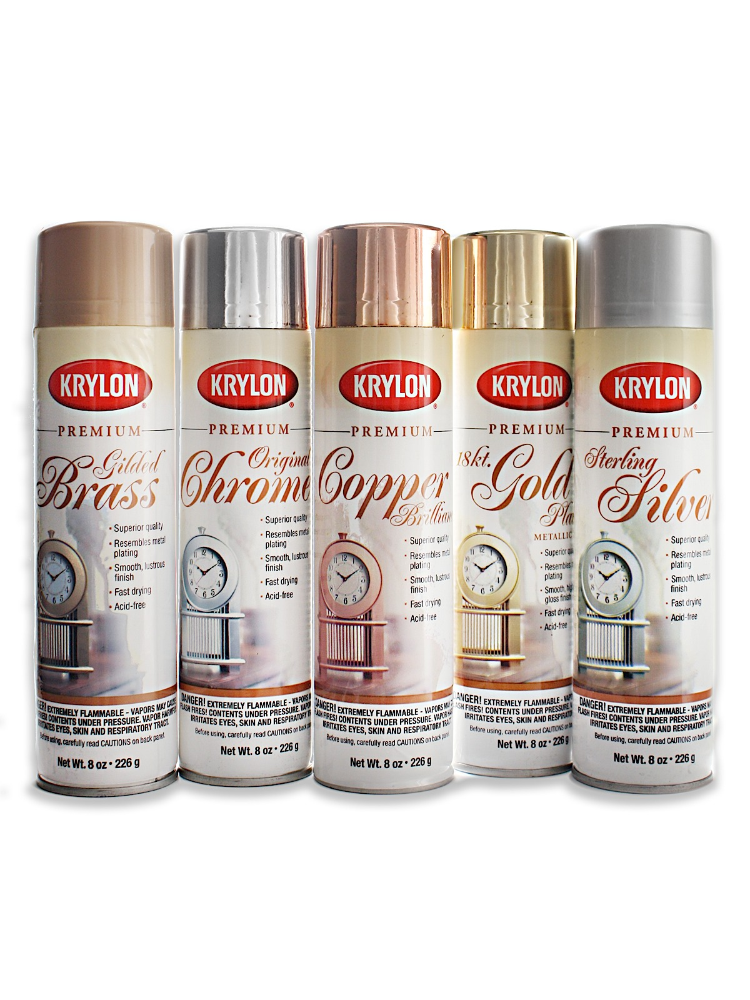 KRYLON
®
PREMIUM
Gilded
Brass
• Superior quality
• Resembles metal
plating
• Smooth, lustrous
finish
• Fast drying
• Acid-free
GER! EXTREMELY FLAMMABLE - VAPORS MAY CAUSE
FIRES! CONTENTS UNDER PRESSURE. VAPOR HARMFUL
IRRITATES EYES, SKIN AND RESPIRATORY TRACT.
Before using, carefully read CAUTIONS on back panel.
Net Wt. 8 oz • 226 g
KRYLON
®
PREMIUM
Original
Chrome
• Superior quality
• Resembles metal
plating
• Smooth, lustrous
finish
• Fast drying
• Acid-free
DANGER! EXTREMELY FLAMMABLE - VAPORS M
FLASH FIRES! CONTENTS UNDER PRESSURE. VAPOR
IRRITATES EYES, SKIN AND RESPIRATORY
Before using, carefully read CAUTIONS on back pane
Net Wt. 8 oz • 226 g
KRYLON
®
PREMIUM
Copper
Brillian
• Superior quality
• Resembles metal
plating
• Smooth, lustrous
finish
• Fast drying
• Acid-free
DANGER! EXTREMELY FLAMMABLE - VAPORS MAY CA
FLASH FIRES! CONTENTS UNDER PRESSURE. VAPOR HA
IRRITATES EYES, SKIN AND RESPIRATORY TRACT
Before using, carefully read CAUTIONS on back panel.
Net Wt. 8 oz • 226 g
KRYLON
®
PREMIUM
18kt.
Gold
Pla
METALLIC
• Superior qua
• Resembles m
plating
• Smooth, high
gloss finish
• Fast drying
• Acid-free
ANGER! EXTREMELY FLAMMABLE - VAPO
LASH FIRES! CONTENTS UNDER PRESSURE. V
IRRITATES EYES, SKIN AND RESPIRATOR
Before using, carefully read CAUTIONS on ba
Net Wt. 8 oz • 226 g
KRYLON
®
PREMIUM
Sterling
Silver
• Superior quality
• Resembles metal
plating
• Smooth, lustrous
finish
• Fast drying
• Acid-free
DANGER! EXTREMELY FLAMMABLE - VAPORS MAY C
FLASH FIRES! CONTENTS UNDER PRESSURE. VAPOR HA
IRRITATES EYES, SKIN AND RESPIRATORY TRACT
Before using, carefully read CAUTIONS on back panel
Net Wt. 8 oz • 226 g